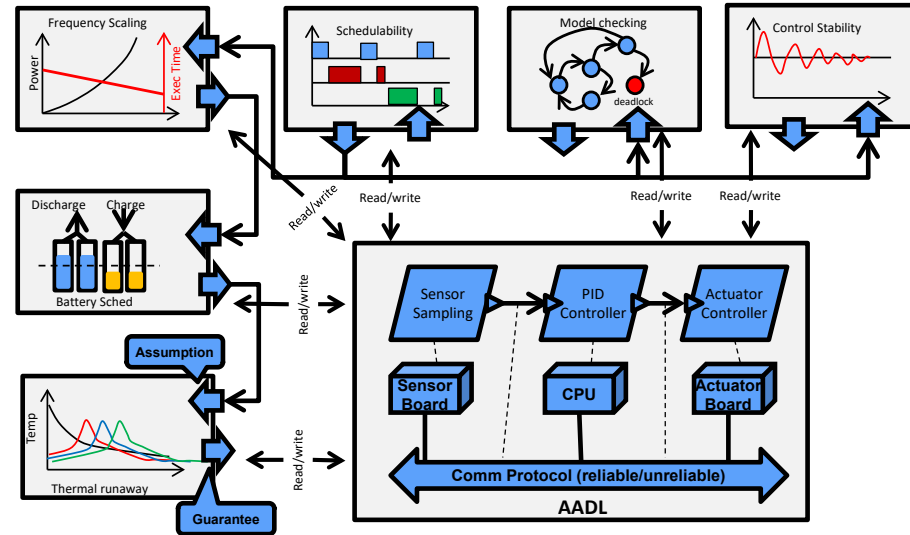 Frequency Scaling
Power
Exec Time
Schedulability
Model checking
deadlock
Control Stability
Read/write
Read/write
Read/write
Read/write
Discharge
Charge
Battery Sched
Read/write
Assumption
Temp
Thermal runaway
Guarantee
Read/write
Sensor
Sampling
PID
Controller
Actuator
Controller
Sensor
Board
CPU
Actuator
Board
Comm Protocol (reliable/unreliable)
AADL